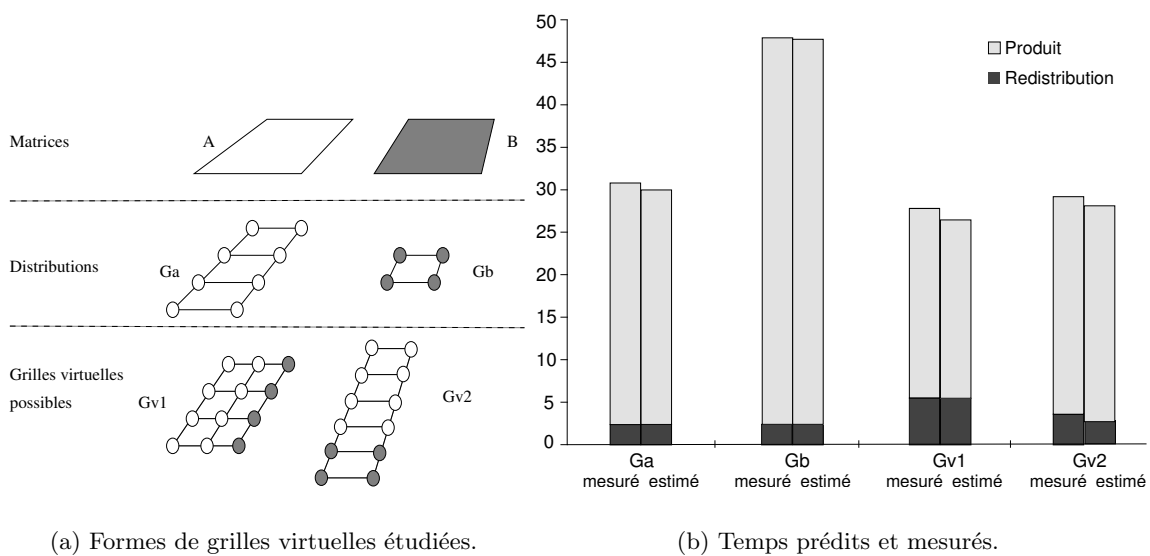 Matrices
A
B
Distributions
Ga
Gb
Grilles virtuelles
possibles
Gv1
Gv2
(a) Formes de grilles virtuelles étudiées.
50
45
40
35
30
25
20
15
10
5
0
Produit
Redistribution
Ga
mesuré estimé
Gb
mesuré estimé
Gv1
mesuré estimé
Gv2
mesuré estimé
(b) Temps prédits et mesurés.